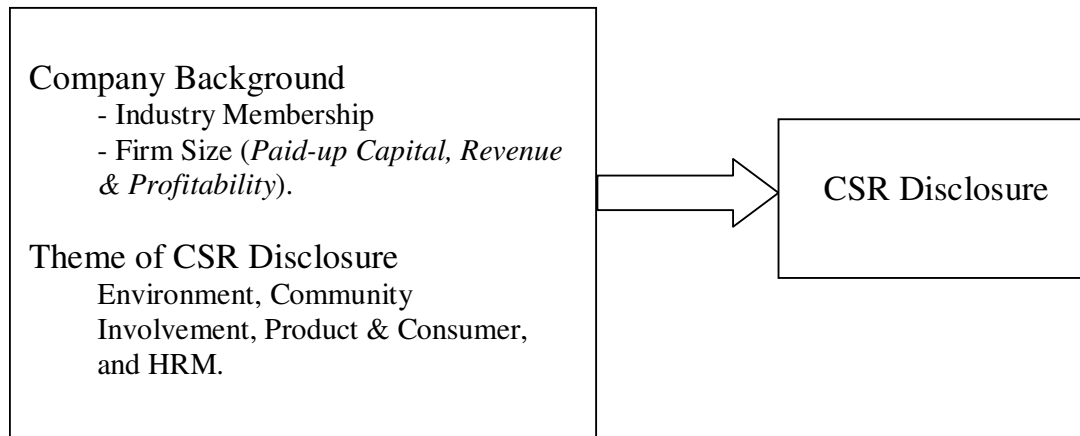 Company Background
- Industry Membership
- Firm Size (Paid-up Capital, Revenue
& Profitability).
Theme of CSR Disclosure
Environment, Community
Involvement, Product & Consumer,
and HRM.
CSR Disclosure